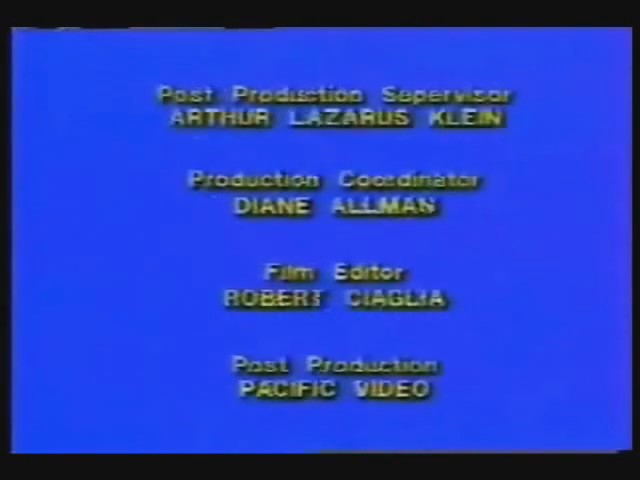 Post Production Supervisor
ARTHUR LAZARUS KLEIN
Production Coordinator
DIANE ALLMAN
Film Editor
ROBERT CIAGLIA
Post Production
PACIFIC VIDEO